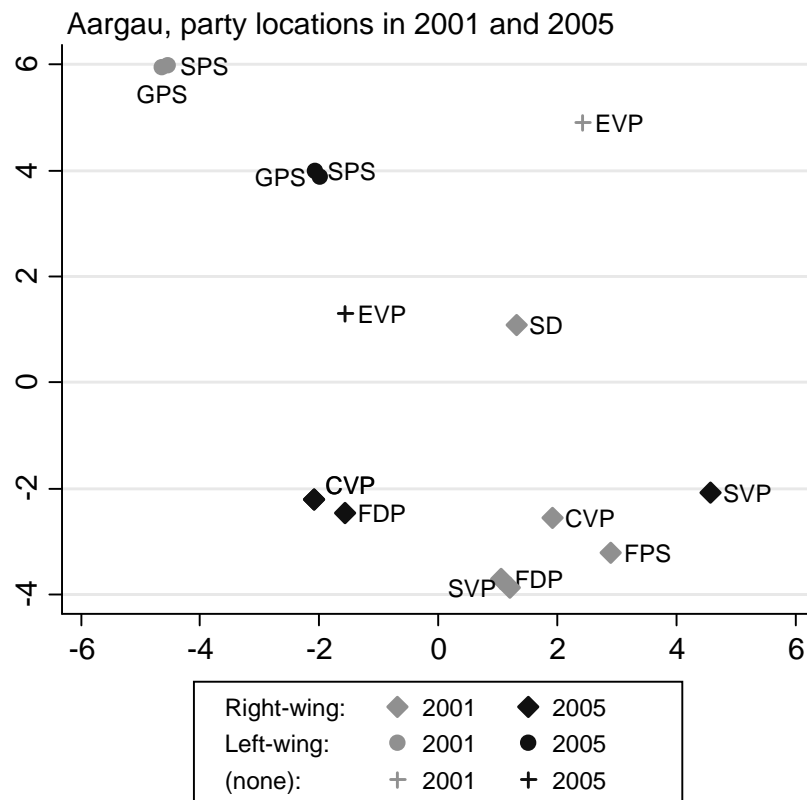 Aargau, party locations in 2001 and 2005
6
SPS
GPS
EVP
4
GPS
SPS
2
EVP
SD
0
-2
CVP
FDP
SVP
CVP
FPS
SVP
FDP
-4
-6 -4 -2 0 2 4 6
Right-wing: 2001 2005
Left-wing: 2001 2005
(none): 2001 2005